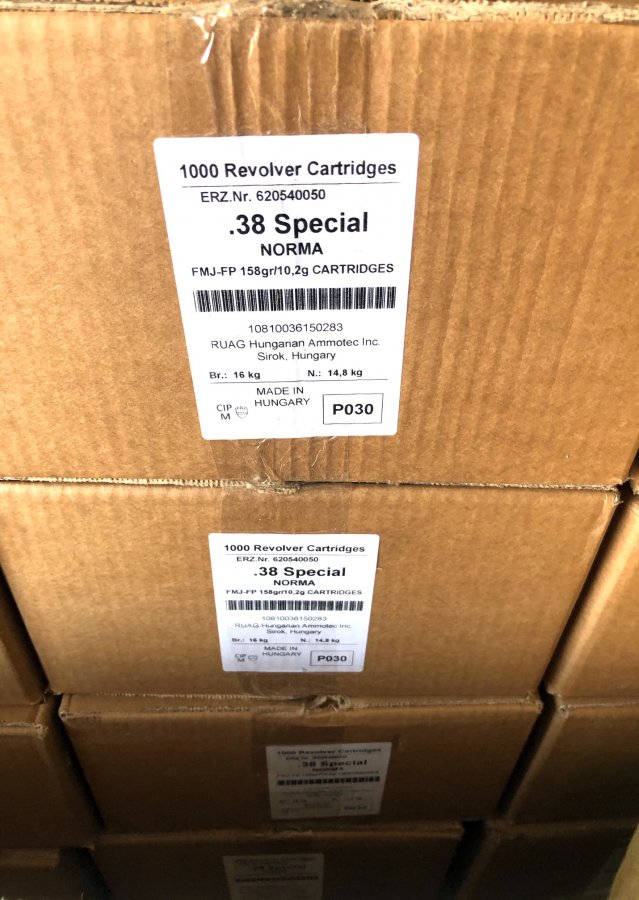 1000 Revolver Cartridges
ERZ.Nr. 620540050
.38 Special
NORMA
FMJ-FP 158gr/10,2g CARTRIDGES
10810036150283
RUAG Hungarian Ammotec Inc.
Sirok, Hungary
Br.: 16 kg N.: 14,8 kg
MADE IN
HUNGARY
CIP
M
P030
1000 Revolver Cartridges
ERZ.Nr. 620540050
.38 Special
NORMA
FMJ-FP 158gr/10,2g CARTRIDGES
10810036150283
RUAG Hungarian Ammotec Inc.
Sirok, Hungary
Br.: 16 kg N.: 14,8 kg
MADE IN
HUNGARY
CIP
M
P030
1000 Revolver Cartridges
.38 Special
NORMA
P030